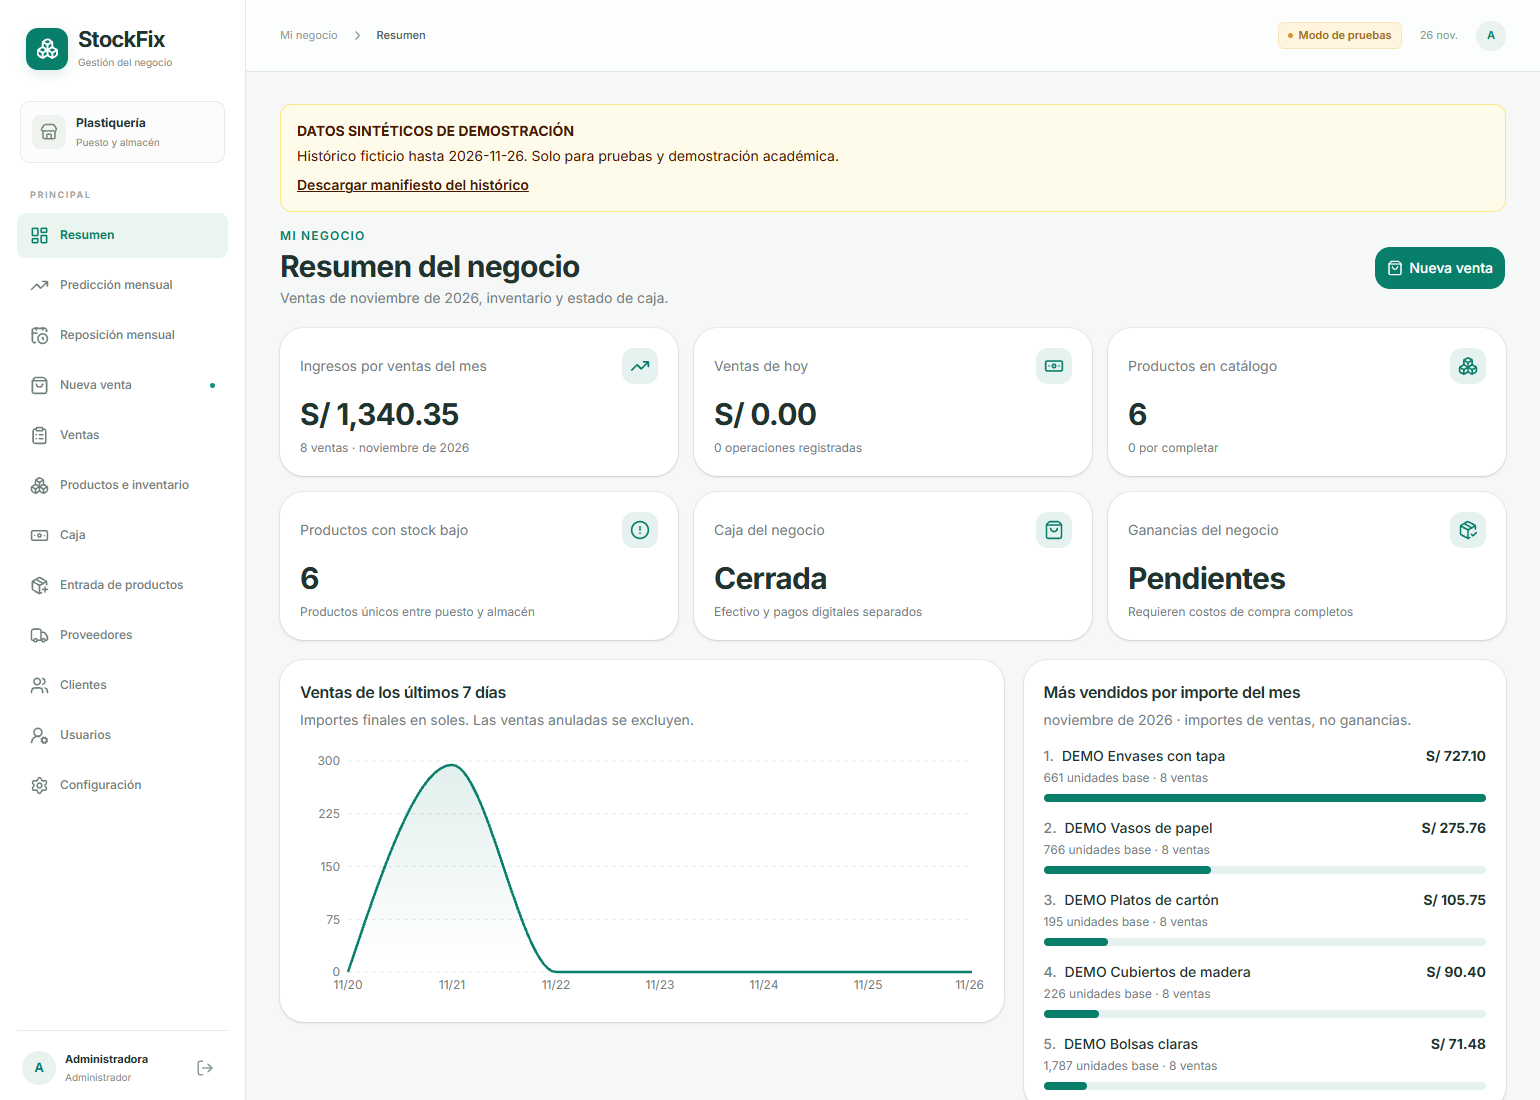 StockFix
Gestión del negocio
Plastiquería
Puesto y almacén
PRINCIPAL
Resumen
Predicción mensual
Reposición mensual
Nueva venta
Ventas
Productos e inventario
Caja
Entrada de productos
Proveedores
Clientes
Usuarios
Configuración
A
Administradora
Administrador
Mi negocio
Resumen
Modo de pruebas
26 nov.
A
DATOS SINTÉTICOS DE DEMOSTRACIÓN
Histórico ficticio hasta 2026-11-26. Solo para pruebas y demostración académica.
Descargar manifiesto del histórico
MI NEGOCIO
Resumen del negocio
Ventas de noviembre de 2026, inventario y estado de caja.
Nueva venta
Ingresos por ventas del mes
S/ 1,340.35
8 ventas · noviembre de 2026
Ventas de hoy
S/ 0.00
0 operaciones registradas
Productos en catálogo
6
0 por completar
Productos con stock bajo
6
Productos únicos entre puesto y almacén
Caja del negocio
Cerrada
Efectivo y pagos digitales separados
Ganancias del negocio
Pendientes
Requieren costos de compra completos
Ventas de los últimos 7 días
Importes finales en soles. Las ventas anuladas se excluyen.
300
225
150
75
0
11/20 11/21 11/22 11/23 11/24 11/25 11/26
Más vendidos por importe del mes
noviembre de 2026 · importes de ventas, no ganancias.
1. DEMO Envases con tapa S/ 727.10
661 unidades base · 8 ventas
2. DEMO Vasos de papel S/ 275.76
766 unidades base · 8 ventas
3. DEMO Platos de cartón S/ 105.75
195 unidades base · 8 ventas
4. DEMO Cubiertos de madera S/ 90.40
226 unidades base · 8 ventas
5. DEMO Bolsas claras S/ 71.48
1,787 unidades base · 8 ventas